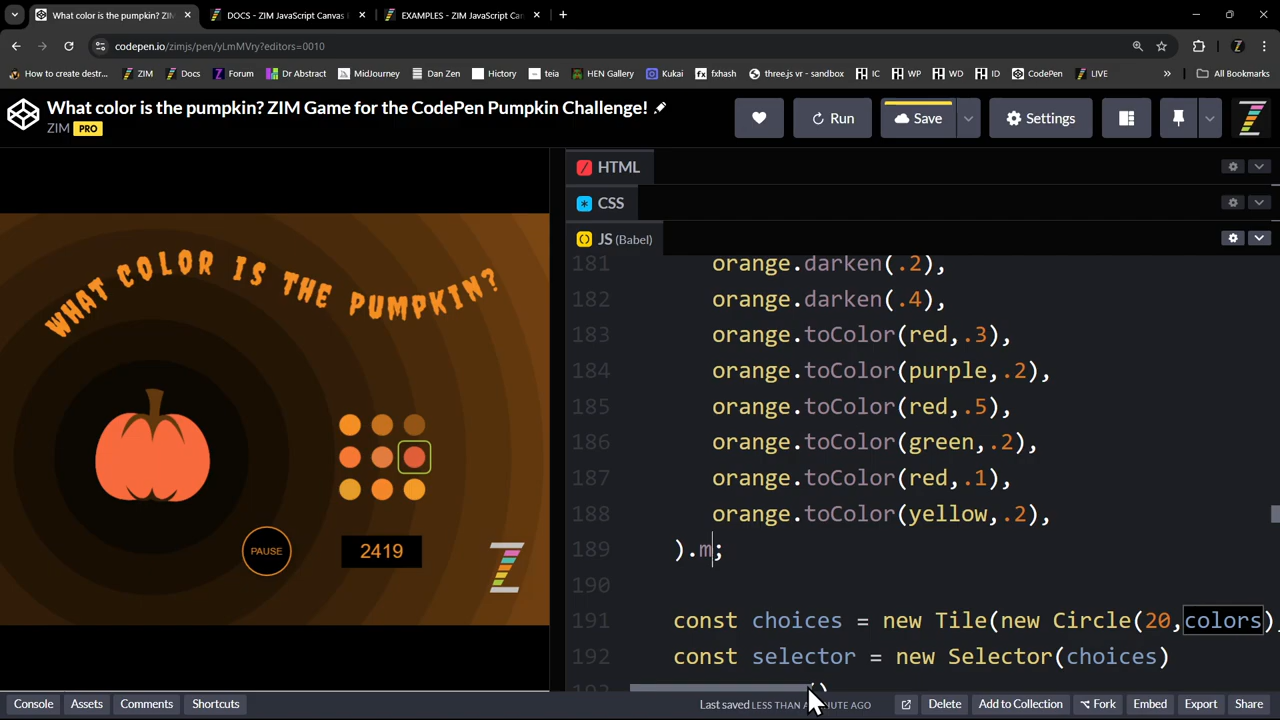 What color is the pumpkin? ZIM
DOCS - ZIM JavaScript Canvas
EXAMPLES - ZIM JavaScript Can
codepen.io/zimjs/pen/yLmMVry?editors=0010
How to create destr... ZIM Docs Forum Dr Abstract MidJourney Dan Zen Hictory teia HEN Gallery Kukai fxhash three.js vr - sandbox IC WP WD ID CodePen LIVE » All Bookmarks
What color is the pumpkin? ZIM Game for the CodePen Pumpkin Challenge!
ZIM PRO
Run Save Settings
HTML
CSS
JS (Babel)
WHAT COLOR IS THE PUMPKIN?
PAUSE
2419
Z
181 orange.darken(.2),
182 orange.darken(.4),
183 orange.toColor(red,.3),
184 orange.toColor(purple,.2),
185 orange.toColor(red,.5),
186 orange.toColor(green,.2),
187 orange.toColor(red,.1),
188 orange.toColor(yellow,.2),
189 ).m;
190
191 const choices = new Tile(new Circle(20,colors)
192 const selector = new Selector(choices)
Console Assets Comments Shortcuts
Last saved LESS THAN A MINUTE AGO
Delete Add to Collection Fork Embed Export Share